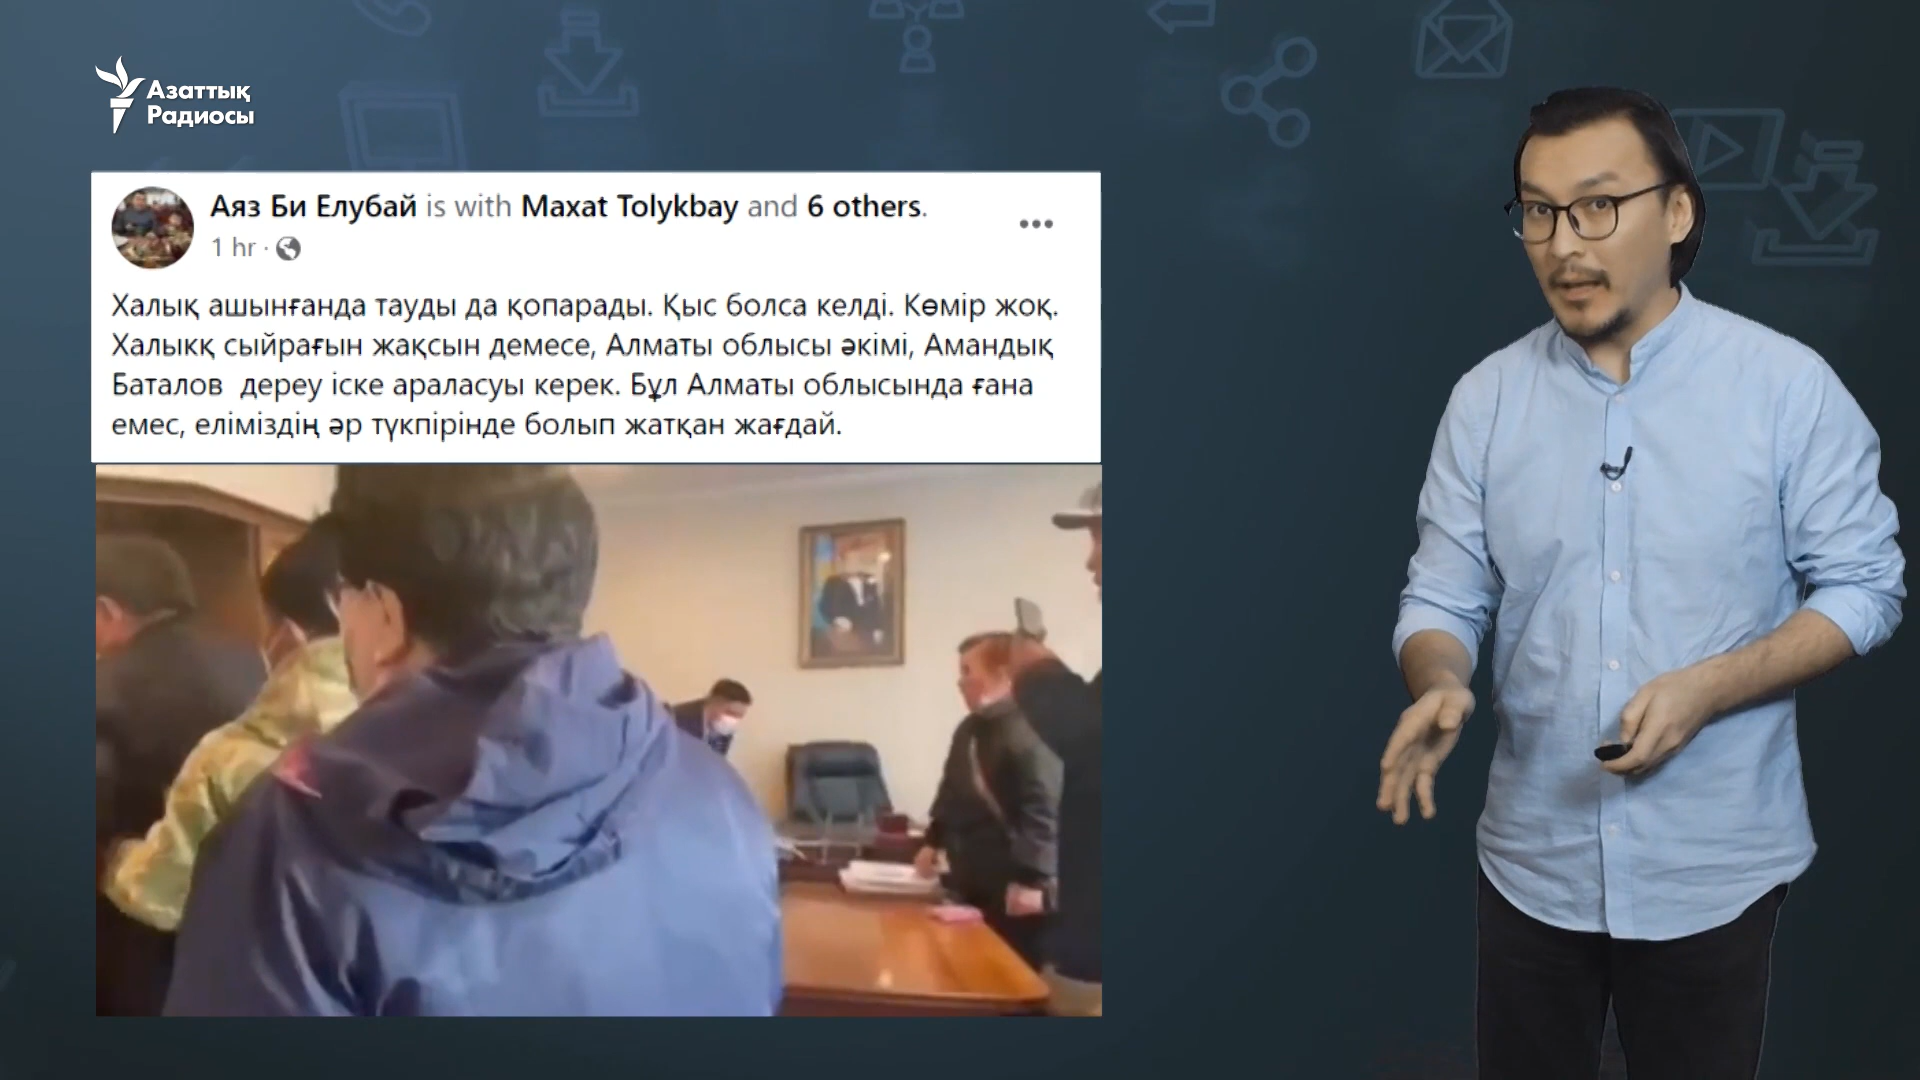 Азаттық
Радиосы
Аяз Би Елубай is with Maxat Tolykbay and 6 others.
1 hr ·
Халық ашынғанда тауды да қопарады. Қыс болса келді. Көмір жоқ.
Халыкқ сыйрағын жақсын демесе, Алматы облысы әкімі, Амандық
Баталов дереу іске араласуы керек. Бұл Алматы облысында ғана
емес, еліміздің әр түкпірінде болып жатқан жағдай.